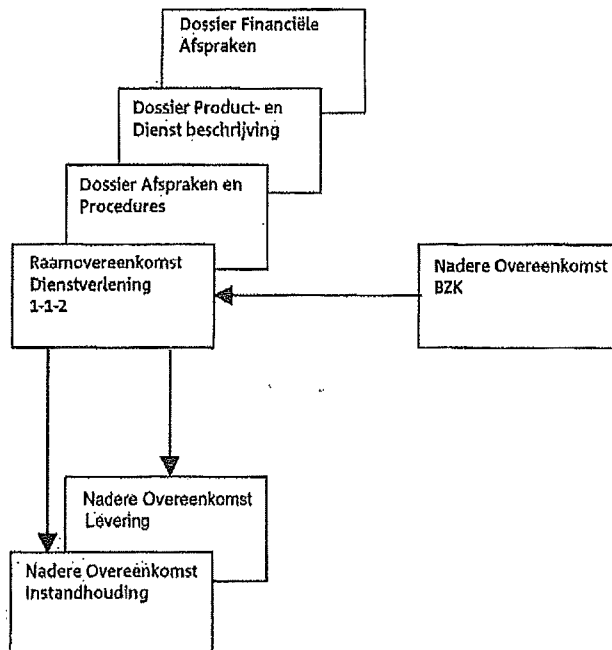 Dossier Financiële
Afspraken
Dossier Product- en
Dienst beschrijving
Dossier Afspraken en
Procedures
Raamovereenkomst
Dienstverlening
1-1-2
Nadere Overeenkomst
BZK
Nadere Overeenkomst
Levering
Nadere Overeenkomst
Instandhouding